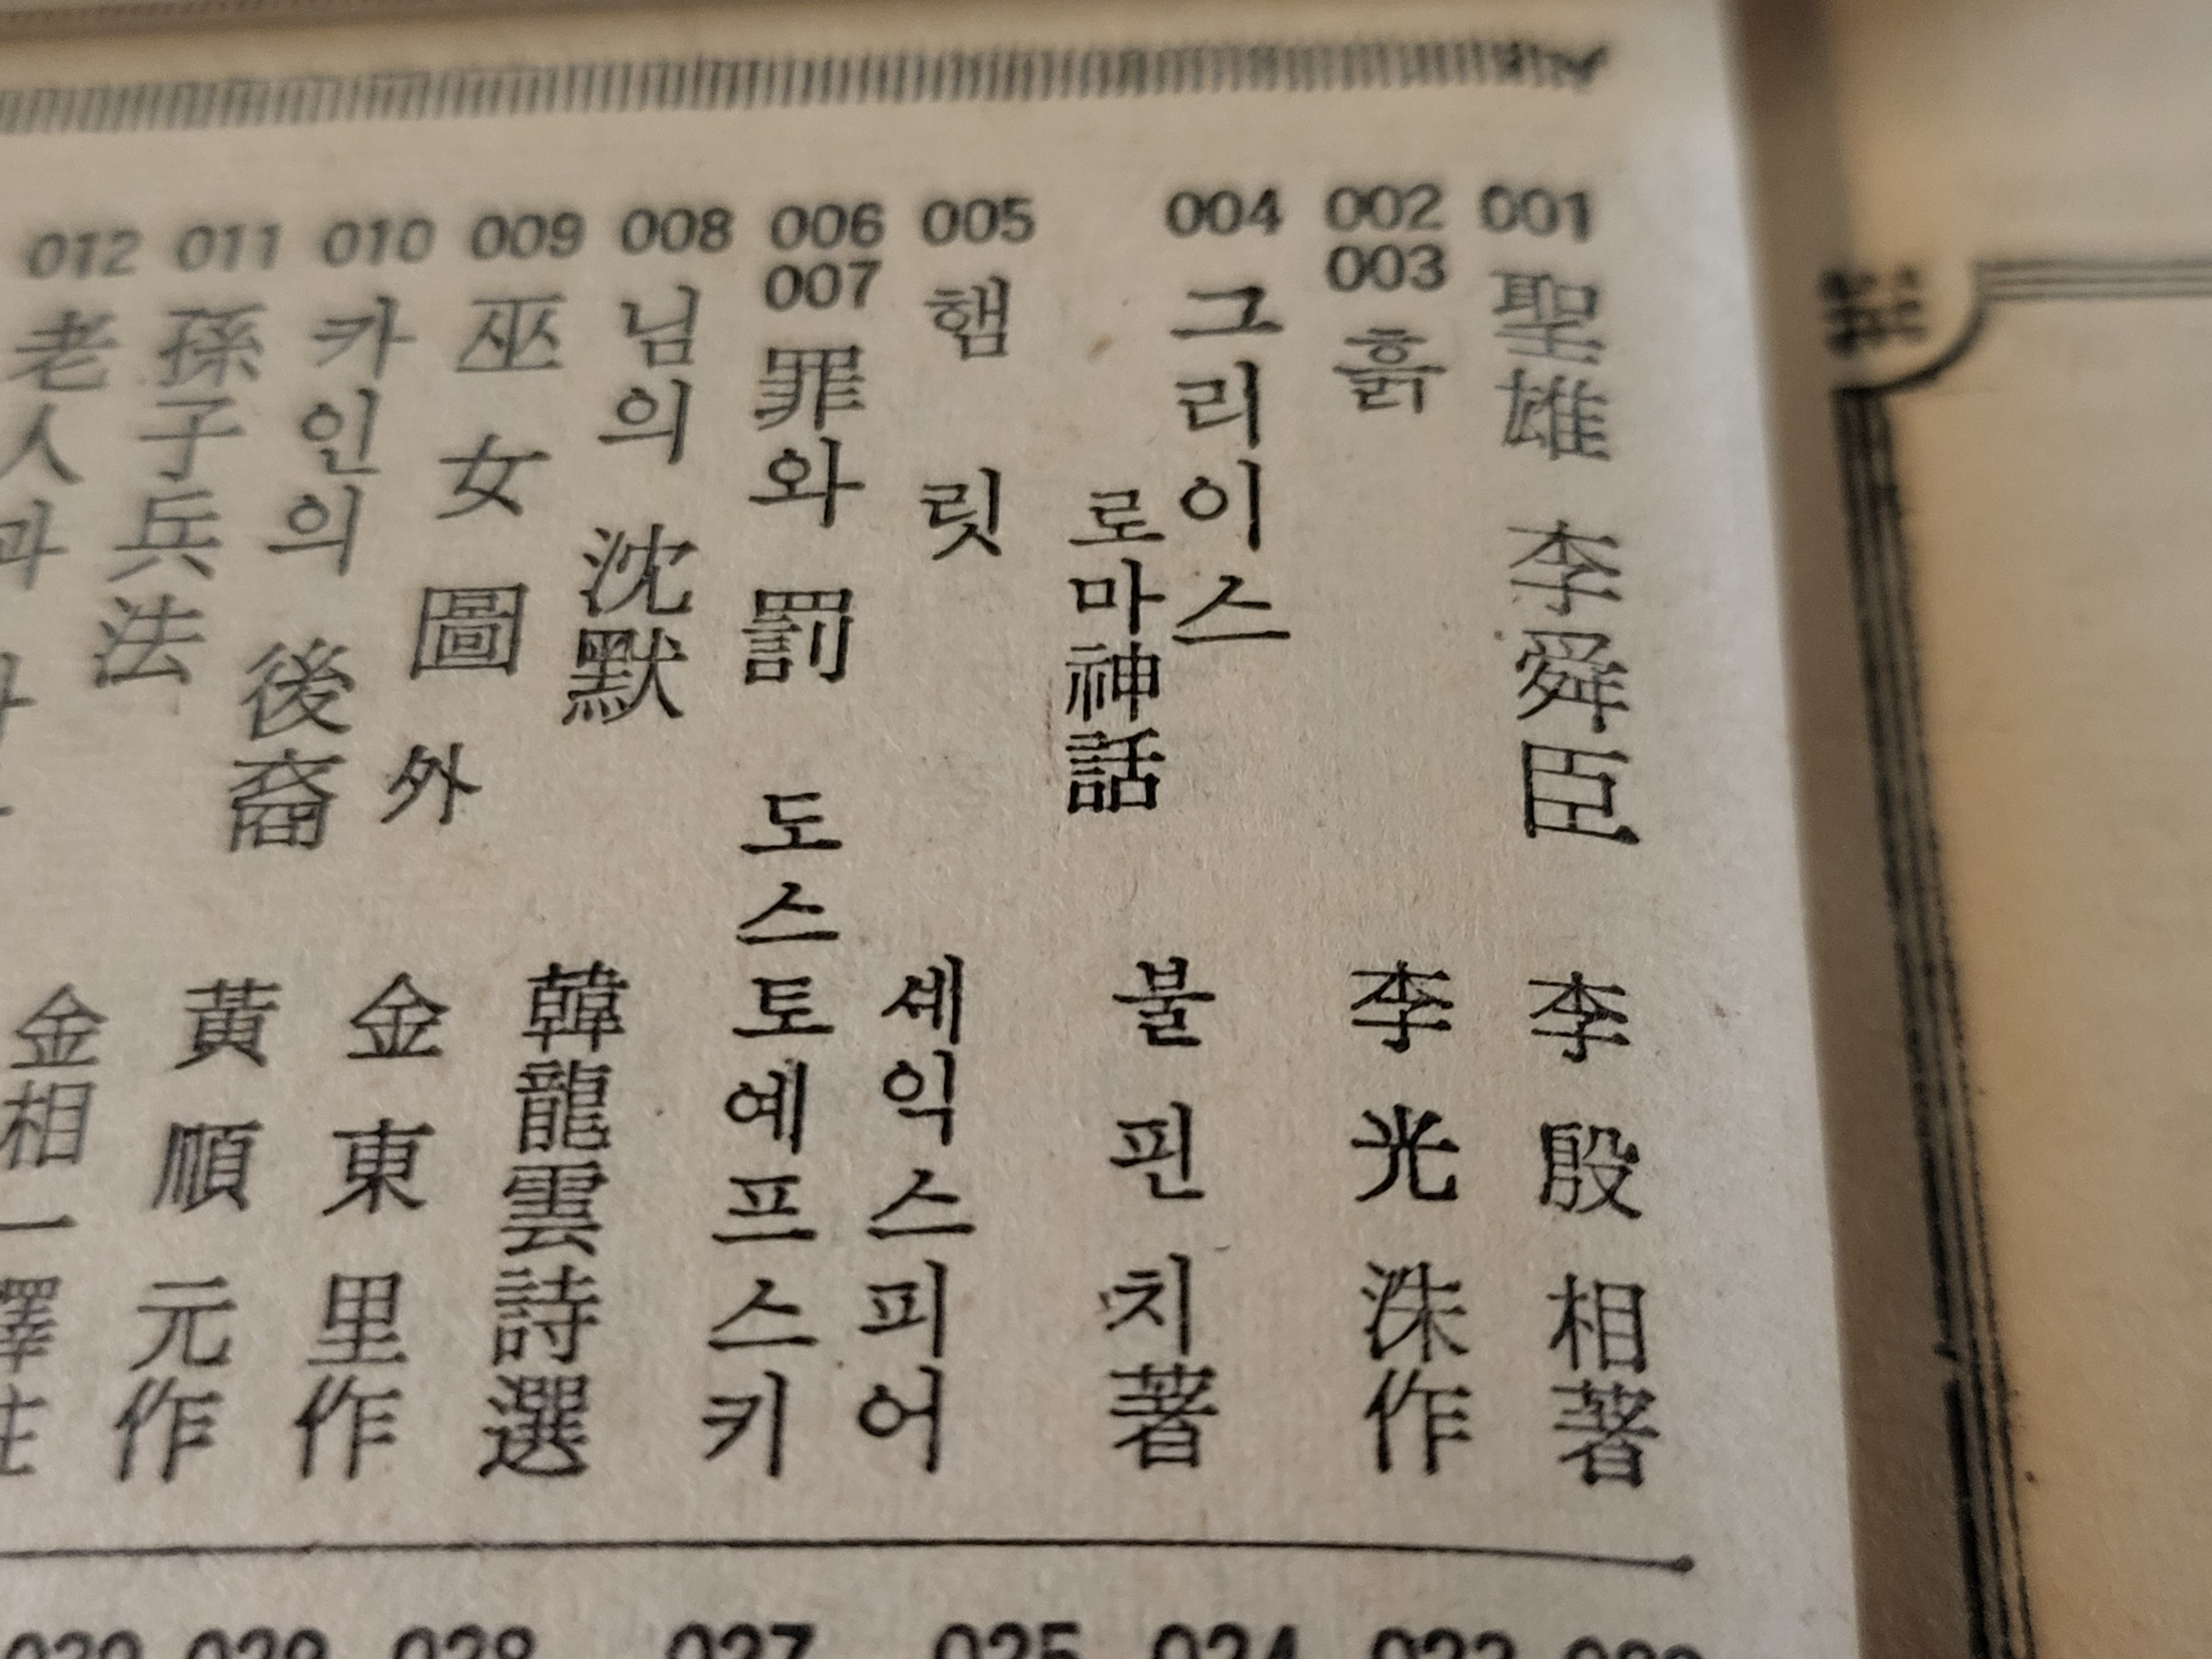 001 聖雄 李舜臣 李殷相著
002 003 흙 李光洙作
004 그리이스 로마神話 불핀치著
005 햄릿 셰익스피어
006 007 罪와 罰 도스토예프스키
008 님의 沈默 韓龍雲詩選
009 巫女圖 外 金東里作
010 카인의 後裔 黃順元作
011 孫子兵法 金相一譯註
012 老人과